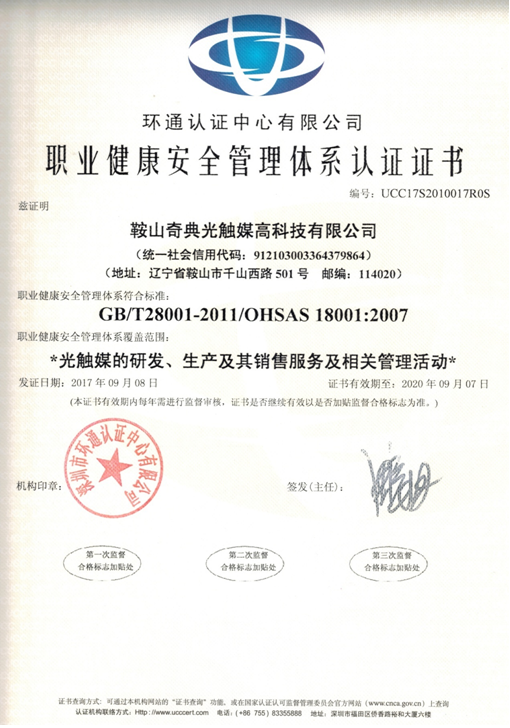 环通认证中心有限公司
职业健康安全管理体系认证证书
编号：UCC17S2010017R0S
兹证明
鞍山奇典光触媒高科技有限公司
（统一社会信用代码：912103003364379864）
（地址：辽宁省鞍山市千山西路 501 号 邮编：114020）
职业健康安全管理体系符合标准：
GB/T28001-2011/OHSAS 18001:2007
职业健康安全管理体系覆盖范围：
*光触媒的研发、生产及其销售服务及相关管理活动*
发证日期：2017 年 09 月 08 日 证书有效期至：2020 年 09 月 07 日
(本证书有效期内每年需进行监督审核，证书是否继续有效以是否加贴监督合格标志为准。)
深圳市环通认证中心有限公司
机构印章： 签发(主任)：
第一次监督 第二次监督 第三次监督
合格标志加贴处 合格标志加贴处 合格标志加贴处
证书查询方式：可通过本机构网站的“证书查询”功能，或在国家认证认可监督管理委员会官方网站（www.cnca.gov.cn）上查询
认证机构联络方式：Http://www.ucccert.com 电话：(+86 755) 83355888 地址：深圳市福田区侨香路裕和大厦六楼